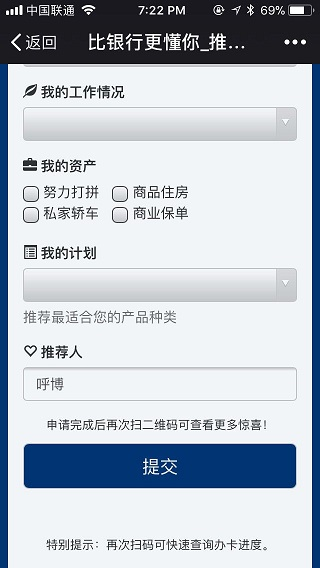 中国联通 7:22 PM 69%
返回 比银行更懂你_推...
我的工作情况
我的资产
努力打拼 商品住房
私家轿车 商业保单
我的计划
推荐最适合您的产品种类
推荐人
呼博
申请完成后再次扫二维码可查看更多惊喜！
提交
特别提示：再次扫码可快速查询办卡进度。